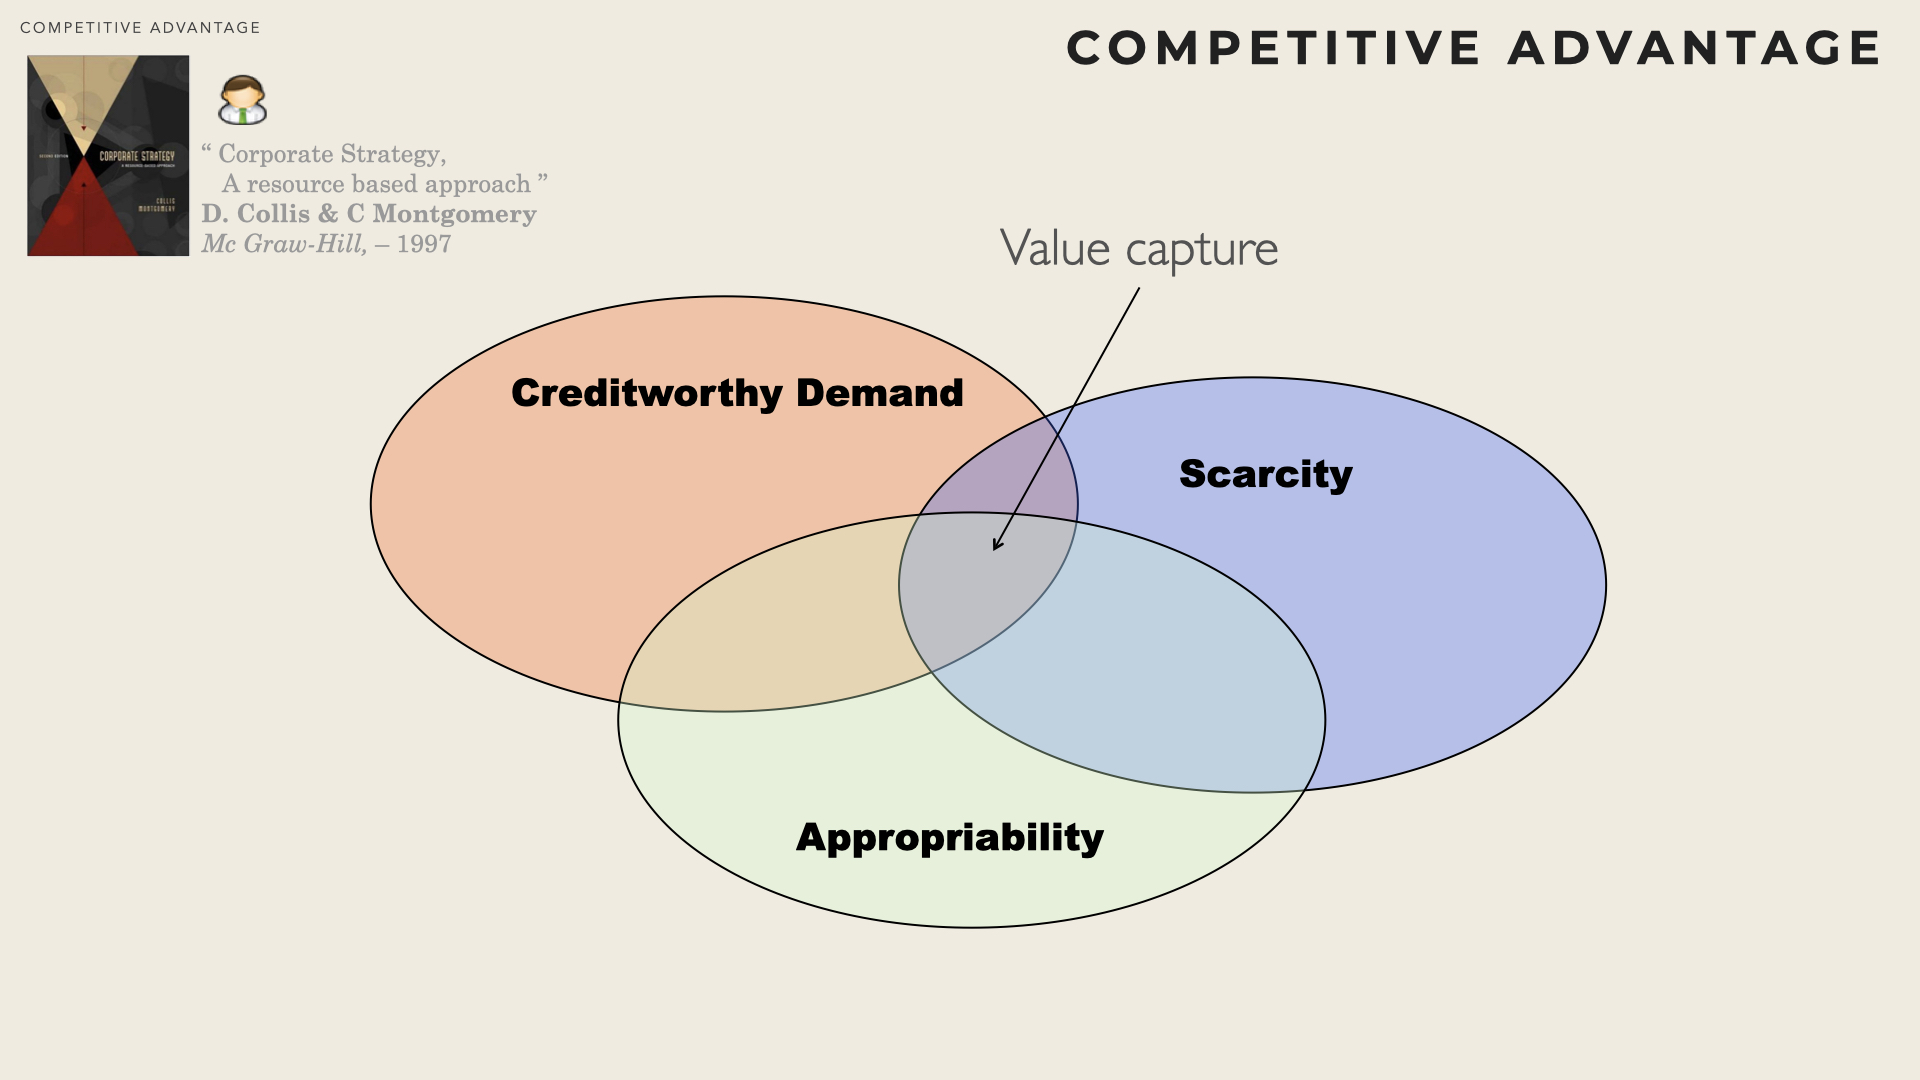 COMPETITIVE ADVANTAGE
COMPETITIVE ADVANTAGE
SECOND EDITION
CORPORATE STRATEGY
A RESOURCE-BASED APPROACH
COLLIS
MONTGOMERY
“ Corporate Strategy,
A resource based approach ”
D. Collis & C Montgomery
Mc Graw-Hill, – 1997
Value capture
Creditworthy Demand
Scarcity
Appropriability